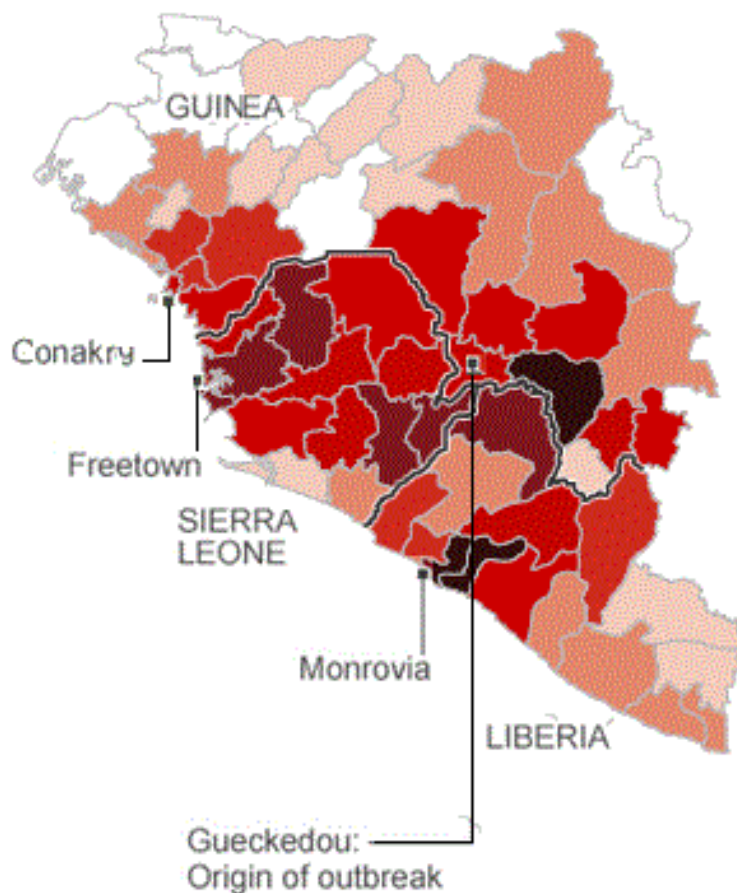 GUINEA
Conakry
Freetown
SIERRA
LEONE
Monrovia
LIBERIA
Gueckedou:
Origin of outbreak